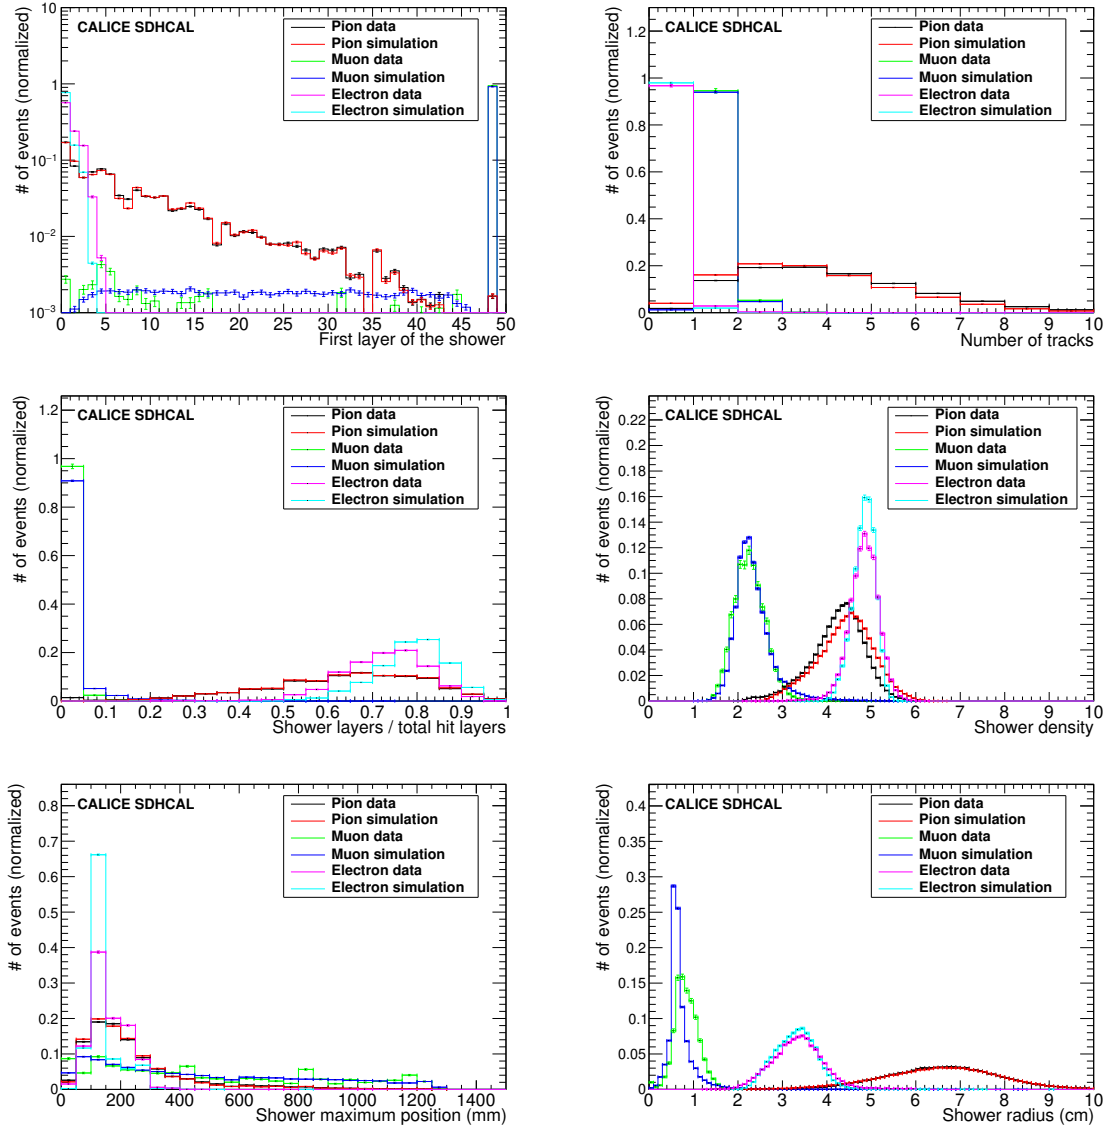 CALICE SDHCAL
Pion data
Pion simulation
Muon data
Muon simulation
Electron data
Electron simulation
# of events (normalized)
10
1
10−1
10−2
10−3
0 5 10 15 20 25 30 35 40 45 50
First layer of the shower
CALICE SDHCAL
Pion data
Pion simulation
Muon data
Muon simulation
Electron data
Electron simulation
# of events (normalized)
1.2
1
0.8
0.6
0.4
0.2
0
0 1 2 3 4 5 6 7 8 9 10
Number of tracks
CALICE SDHCAL
Pion data
Pion simulation
Muon data
Muon simulation
Electron data
Electron simulation
# of events (normalized)
1.2
1
0.8
0.6
0.4
0.2
0
0 0.1 0.2 0.3 0.4 0.5 0.6 0.7 0.8 0.9 1
Shower layers / total hit layers
CALICE SDHCAL
Pion data
Pion simulation
Muon data
Muon simulation
Electron data
Electron simulation
# of events (normalized)
0.22
0.2
0.18
0.16
0.14
0.12
0.1
0.08
0.06
0.04
0.02
0
0 1 2 3 4 5 6 7 8 9 10
Shower density
CALICE SDHCAL
Pion data
Pion simulation
Muon data
Muon simulation
Electron data
Electron simulation
# of events (normalized)
0.8
0.7
0.6
0.5
0.4
0.3
0.2
0.1
0
0 200 400 600 800 1000 1200 1400
Shower maximum position (mm)
CALICE SDHCAL
Pion data
Pion simulation
Muon data
Muon simulation
Electron data
Electron simulation
# of events (normalized)
0.4
0.35
0.3
0.25
0.2
0.15
0.1
0.05
0
0 1 2 3 4 5 6 7 8 9 10
Shower radius (cm)